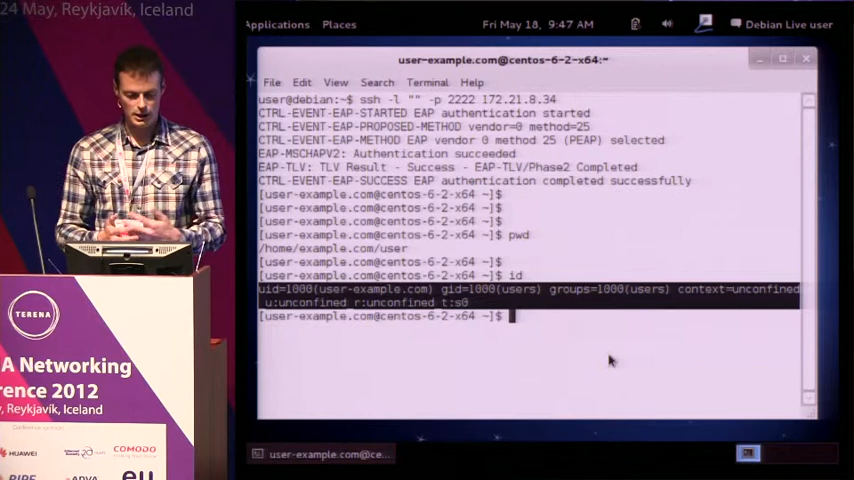 24 May, Reykjavík, Iceland
Applications Places Fri May 18, 9:47 AM Debian Live user
user-example.com@centos-6-2-x64:~
File Edit View Search Terminal Help
user@debian:~$ ssh -l "" -p 2222 172.21.8.34
CTRL-EVENT-EAP-STARTED EAP authentication started
CTRL-EVENT-EAP-PROPOSED-METHOD vendor=0 method=25
CTRL-EVENT-EAP-METHOD EAP vendor 0 method 25 (PEAP) selected
EAP-MSCHAPV2: Authentication succeeded
EAP-TLV: TLV Result - Success - EAP-TLV/Phase2 Completed
CTRL-EVENT-EAP-SUCCESS EAP authentication completed successfully
[user-example.com@centos-6-2-x64 ~]$
[user-example.com@centos-6-2-x64 ~]$
[user-example.com@centos-6-2-x64 ~]$
[user-example.com@centos-6-2-x64 ~]$ pwd
/home/example.com/user
[user-example.com@centos-6-2-x64 ~]$
[user-example.com@centos-6-2-x64 ~]$ id
uid=1000(user-example.com) gid=1000(users) groups=1000(users) context=unconfined
_u:unconfined_r:unconfined_t:s0
[user-example.com@centos-6-2-x64 ~]$
user-example.com@ce...
TERENA
A Networking
rence 2012
, Reykjavík, Iceland
HUAWEI
COMODO
RIPE
ADVA
eu